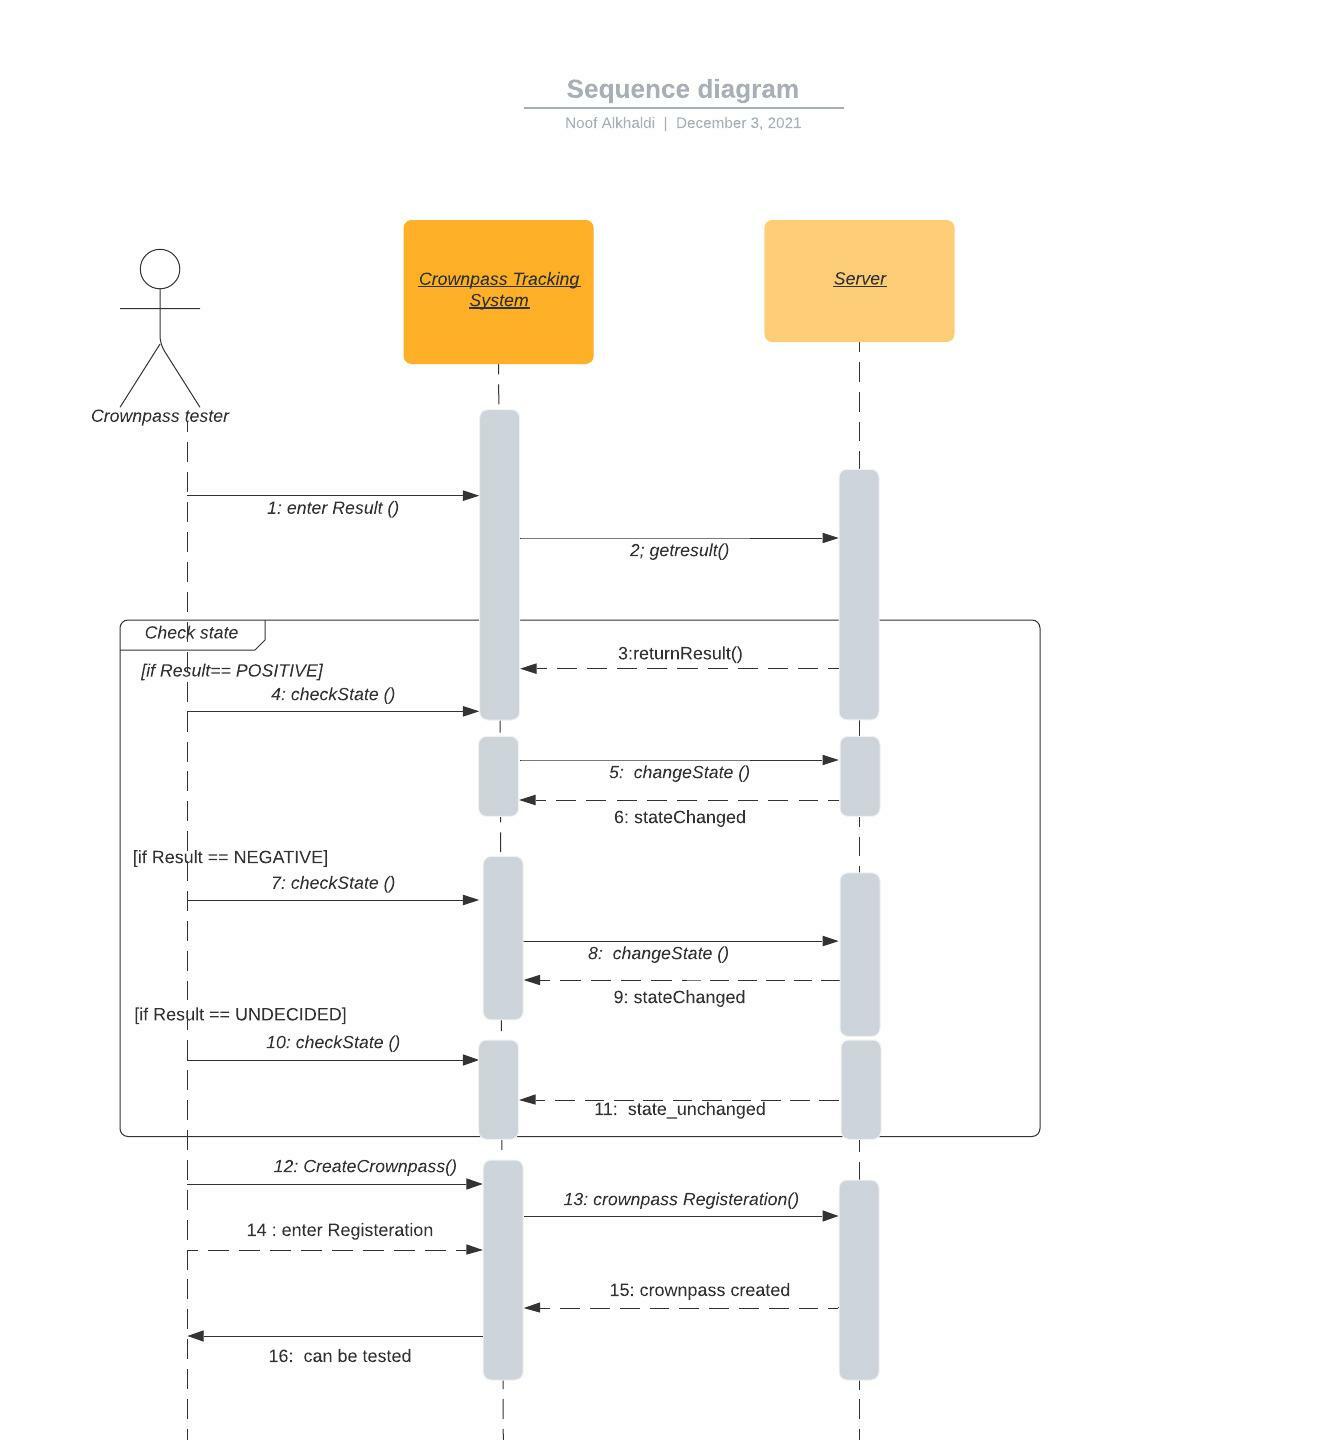 Sequence diagram
Noof Alkhaldi | December 3, 2021
Crownpass Tracking
System
Server
Crownpass tester
1: enter Result ()
2; getresult()
Check state
3:returnResult()
[if Result== POSITIVE]
4: checkState ()
5:  changeState ()
6: stateChanged
[if Result == NEGATIVE]
7: checkState ()
8:  changeState ()
9: stateChanged
[if Result == UNDECIDED]
10: checkState ()
11:  state_unchanged
12: CreateCrownpass()
13: crownpass Registeration()
14 : enter Registeration
15: crownpass created
16:  can be tested